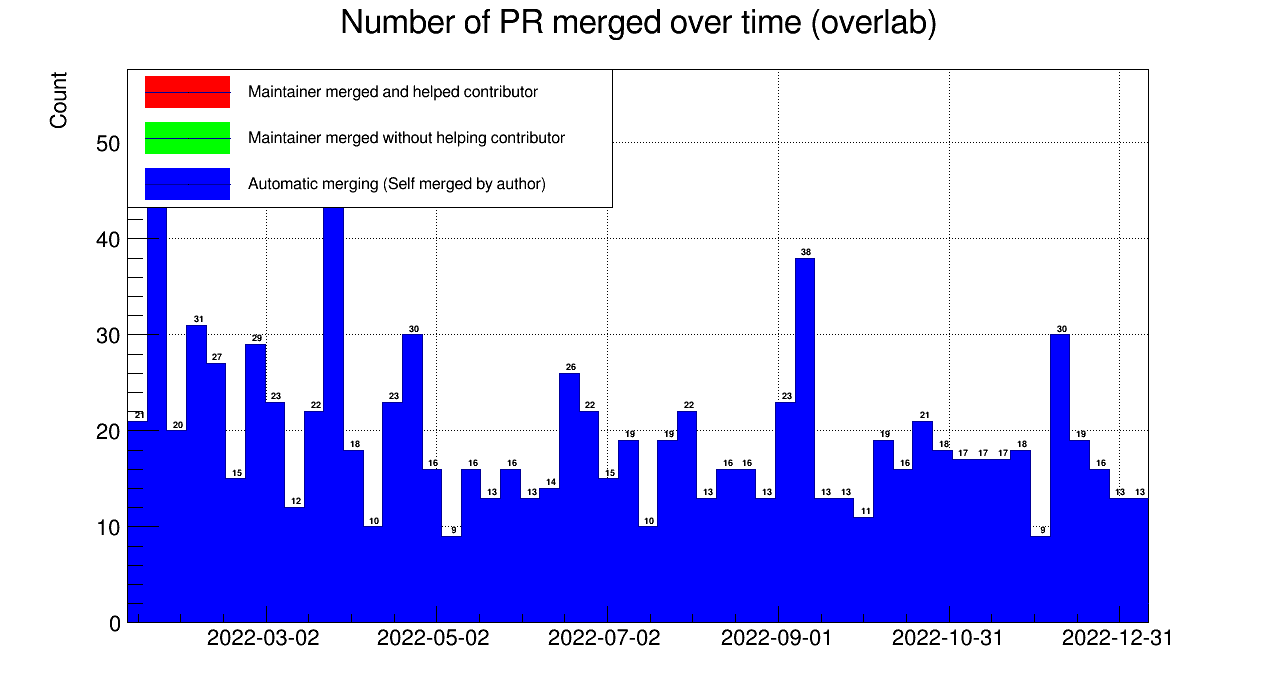 Number of PR merged over time (overlab)
Count
Maintainer merged and helped contributor
Maintainer merged without helping contributor
Automatic merging (Self merged by author)
50
40
30
20
10
0
21 20 31 27 15 29 23 12 22 18 10 23 30 16 9 16 13 16 13 14 26 22 15 19 10 19 22 13 16 16 13 23 38 13 13 11 19 16 21 18 17 17 17 18 9 30 19 16 13 13
2022-03-02 2022-05-02 2022-07-02 2022-09-01 2022-10-31 2022-12-31